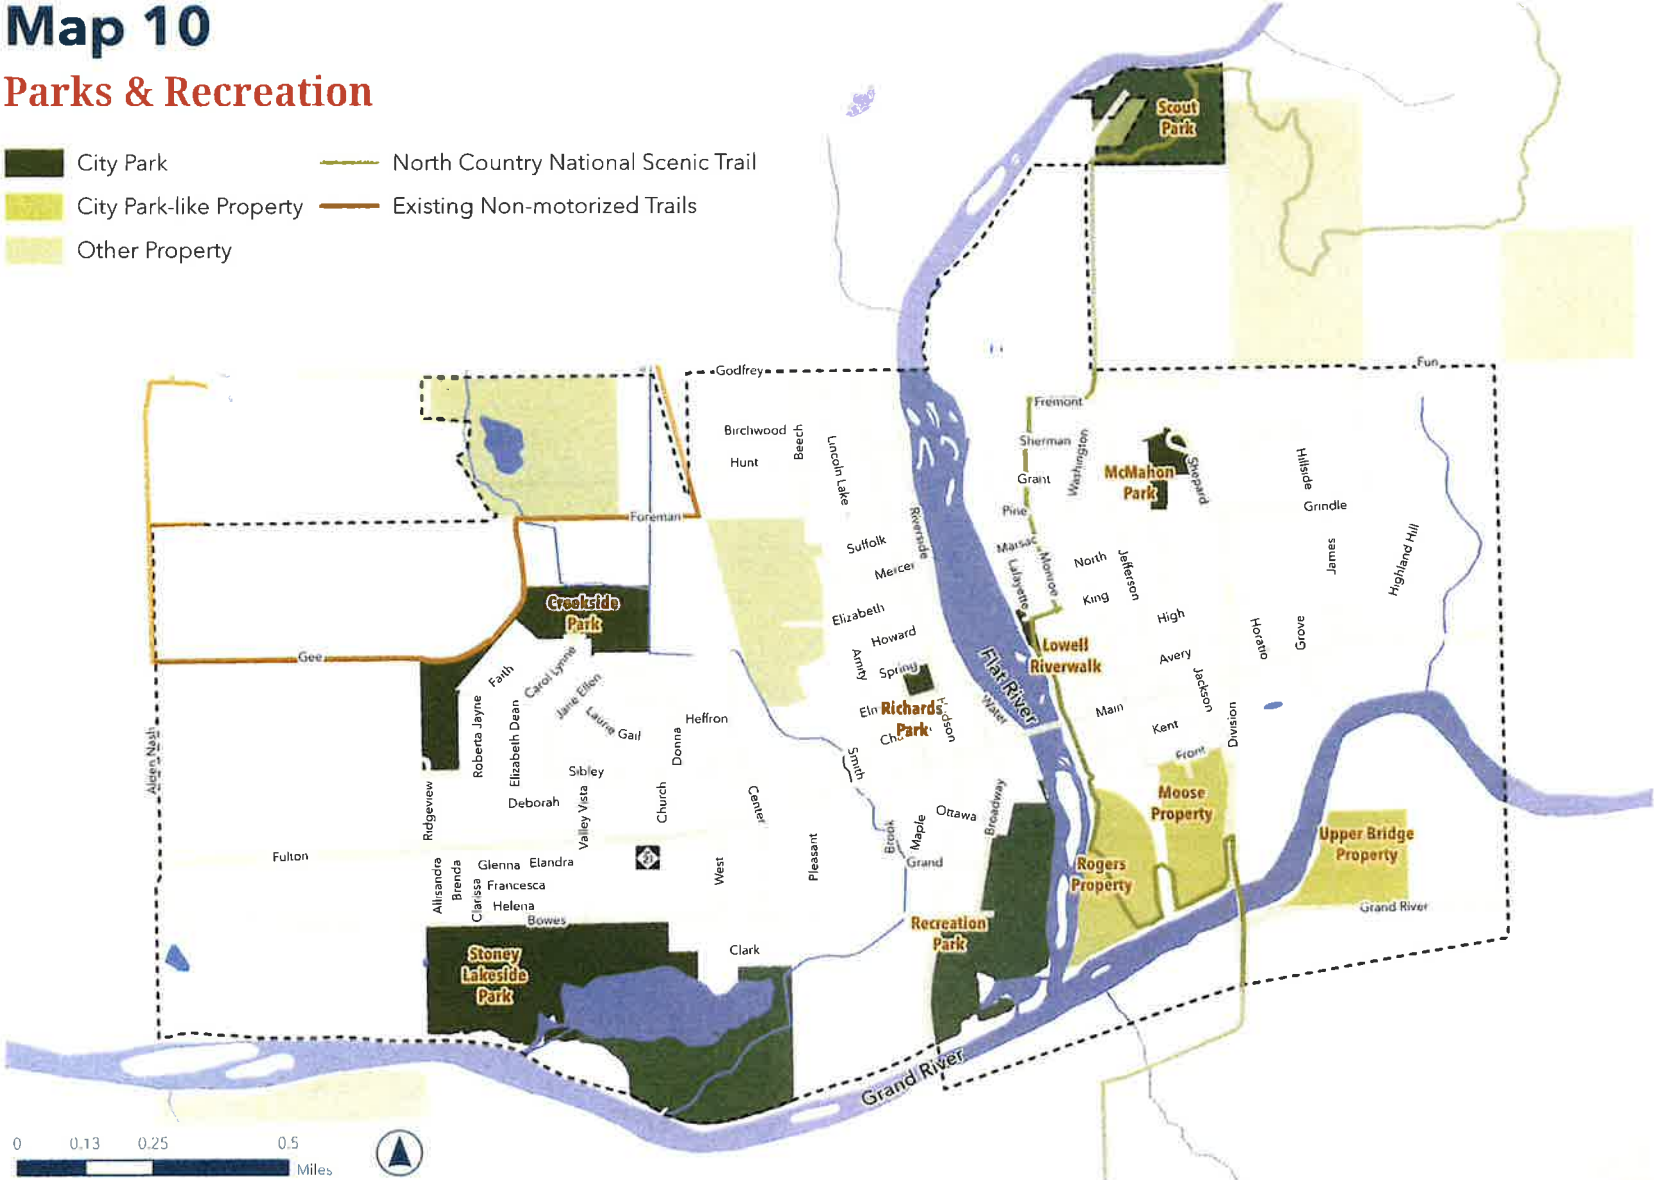 Map 10
Parks & Recreation
City Park
North Country National Scenic Trail
City Park-like Property
Existing Non-motorized Trails
Other Property
Scout
Park
Godfrey
Fun
Fremont
Birchwood
Beech
Hunt
Lincoln Lake
Sherman
Washington
Grant
McMahon
Park
Shepard
Hillside
Grindle
Pine
Foreman
Riverside
Suffolk
Mercer
Marsac
Monroe
Lafayette
North
Jefferson
King
James
Highland Hill
Creekside
Park
Elizabeth
Howard
High
Horatio
Grove
Lowell
Riverwalk
Gee
Faith
Carol Lynne
Jane Ellen
Laurie Gail
Amity
Spring
Flat River
Avery
Jackson
Roberta Jayne
Elizabeth Dean
Heffron
Donna
Richards
Park
Water
Main
Kent
Division
Front
Alden Nash
Smith
Sibley
Deborah
Valley Vista
Church
Center
Ridgeview
Moose
Property
Ottawa
Broadway
Maple
Brook
Pleasant
Upper Bridge
Property
Fulton
Allisandra
Brenda
Clarissa
Glenna
Elandra
Francesca
Helena
Bowes
21
West
Grand
Rogers
Property
Grand River
Recreation
Park
Clark
Stoney
Lakeside
Park
Grand River
0
0.13
0.25
0.5
Miles